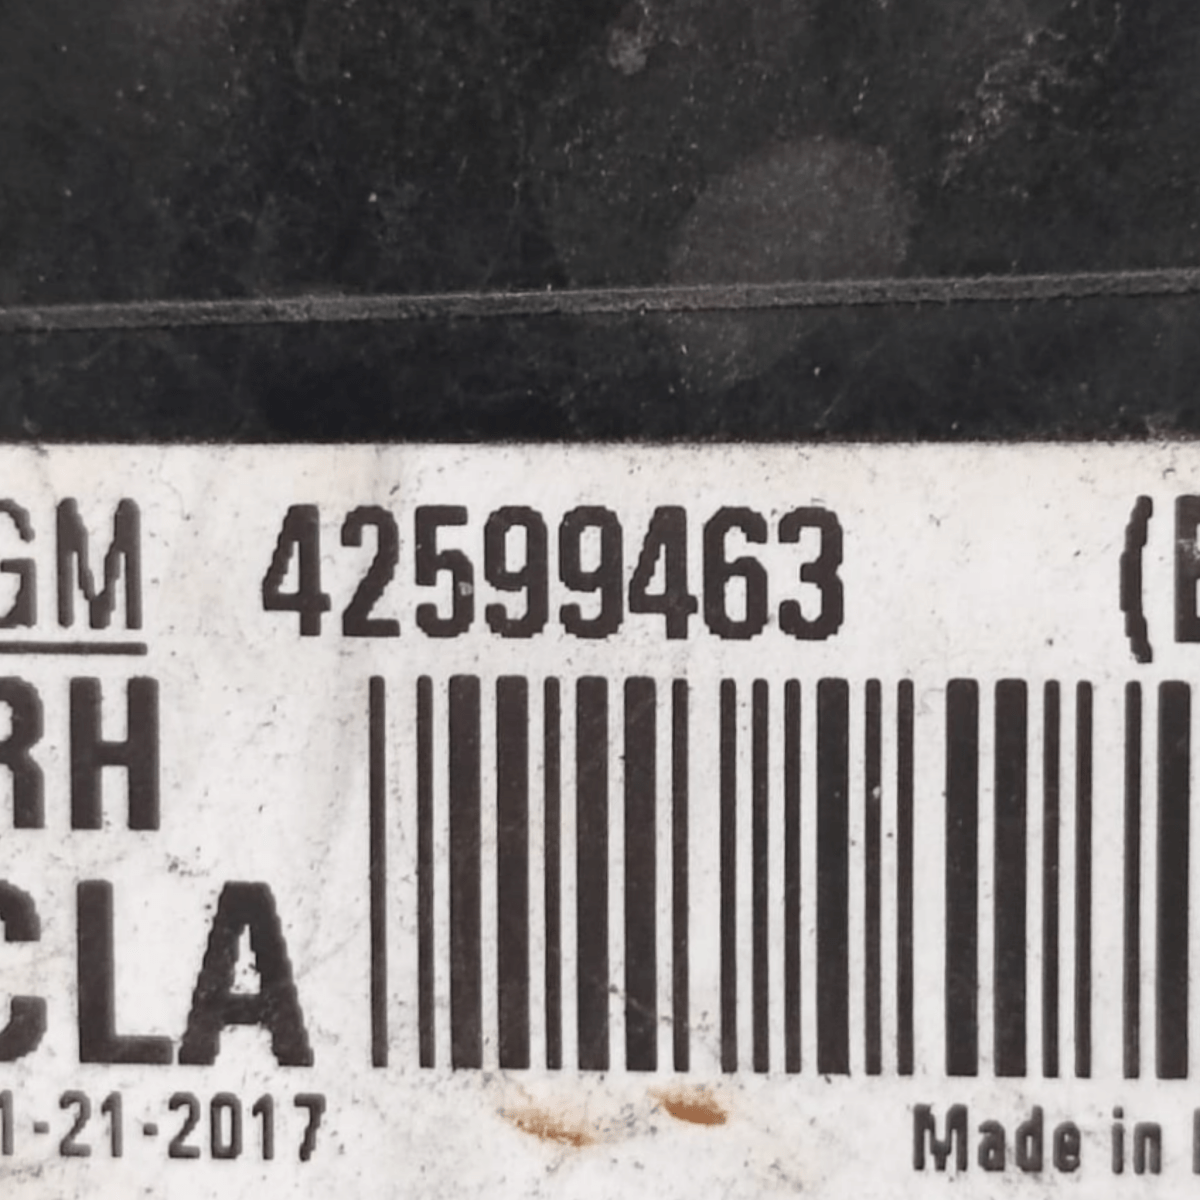 GM 42599463 (
RH
CLA
1-21-2017 Made in